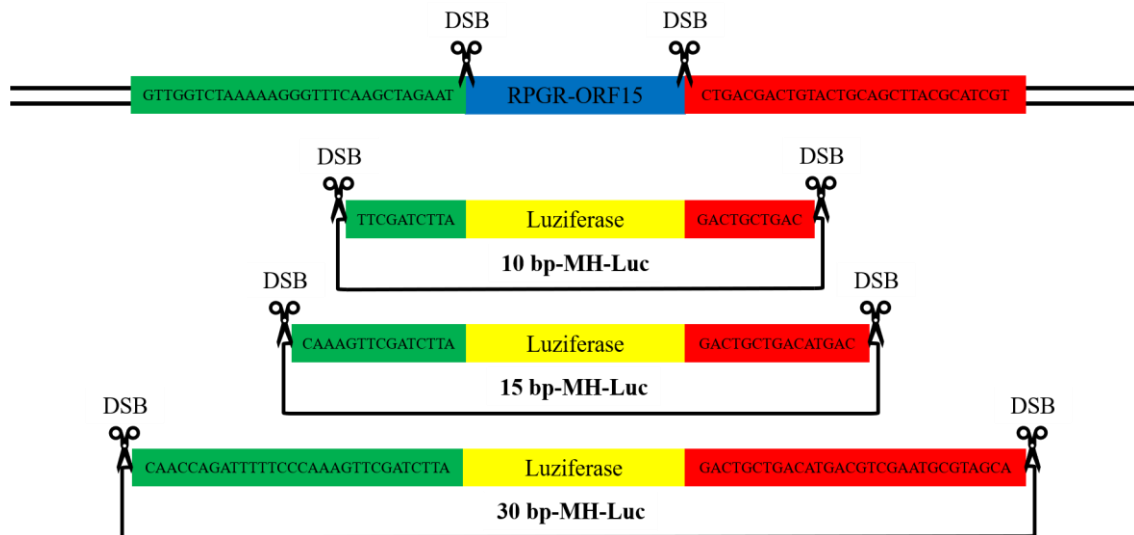 DSB DSB
GTTGGTCTAAAAAGGGTTTCAAGCTAGAAT RPGR-ORF15 CTGACGACTGTACTGCAGCTTACGCATCGT
DSB DSB
TTCGATCTTA Luziferase GACTGCTGAC
10 bp-MH-Luc
DSB DSB
CAAAGTTCGATCTTA Luziferase GACTGCTGACATGAC
15 bp-MH-Luc
DSB DSB
CAACCAGATTTTTCCCAAAGTTCGATCTTA Luziferase GACTGCTGACATGACGTCGAATGCGTAGCA
30 bp-MH-Luc